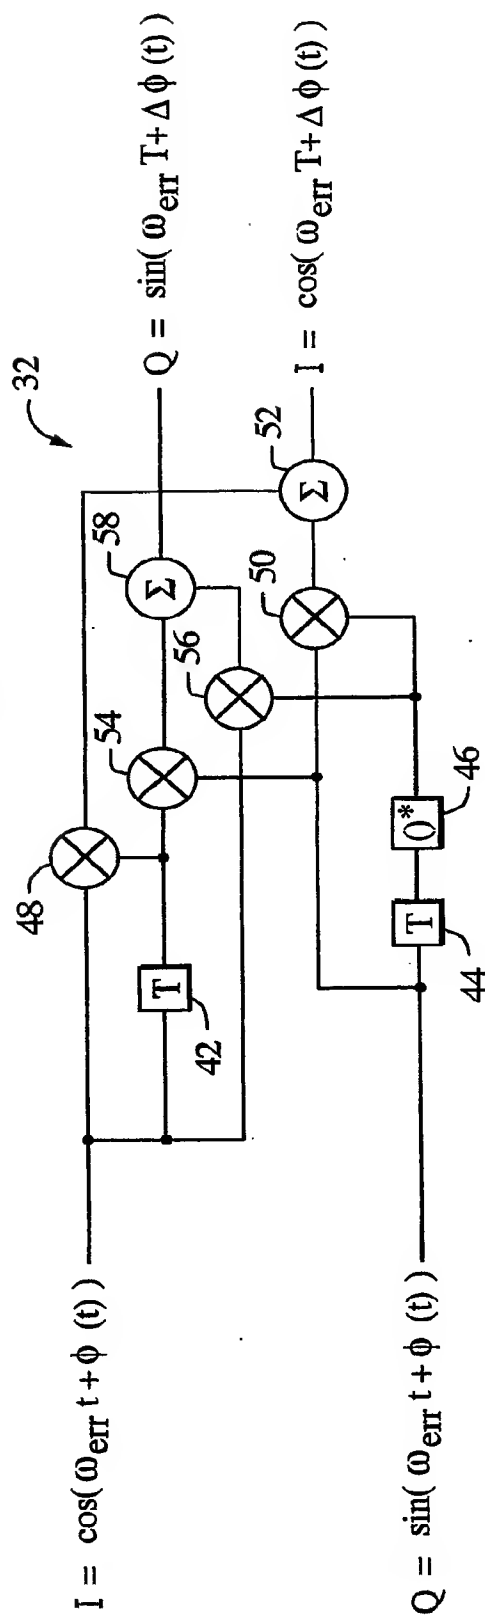 32
Q = sin( ω_err T + Δ ϕ (t) )
I = cos( ω_err T + Δ ϕ (t) )
I = cos( ω_err t + ϕ (t) )
Q = sin( ω_err t + ϕ (t) )
48
54
58
Σ
56
52
Σ
50
T
42
T
44
()*
46